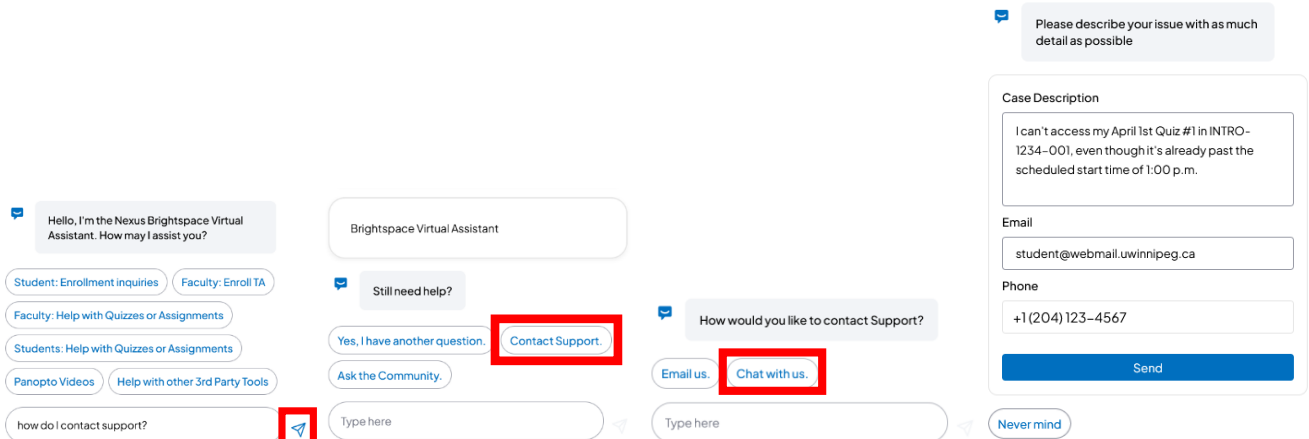 Hello, I'm the Nexus Brightspace Virtual
Assistant. How may I assist you?
Student: Enrollment inquiries
Faculty: Enroll TA
Faculty: Help with Quizzes or Assignments
Students: Help with Quizzes or Assignments
Panopto Videos
Help with other 3rd Party Tools
how do I contact support?
Brightspace Virtual Assistant
Still need help?
Yes, I have another question.
Contact Support.
Ask the Community.
Type here
How would you like to contact Support?
Email us.
Chat with us.
Type here
Please describe your issue with as much
detail as possible
Case Description
I can't access my April 1st Quiz #1 in INTRO-
1234-001, even though it's already past the
scheduled start time of 1:00 p.m.
Email
student@webmail.uwinnipeg.ca
Phone
+1 (204) 123-4567
Send
Never mind